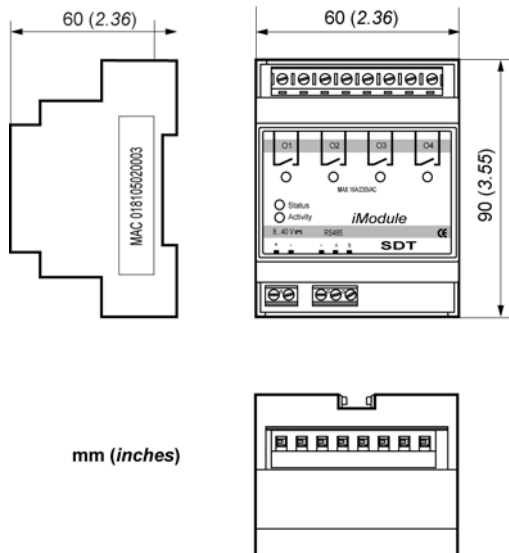 60 (2.36)
60 (2.36)
MAC 018105020003
O1 O2 O3 O4
MAX 16A/230VAC
Status
Activity
iModule
8...40 V RS485 CE
+ - - A B
SDT
90 (3.55)
mm (inches)